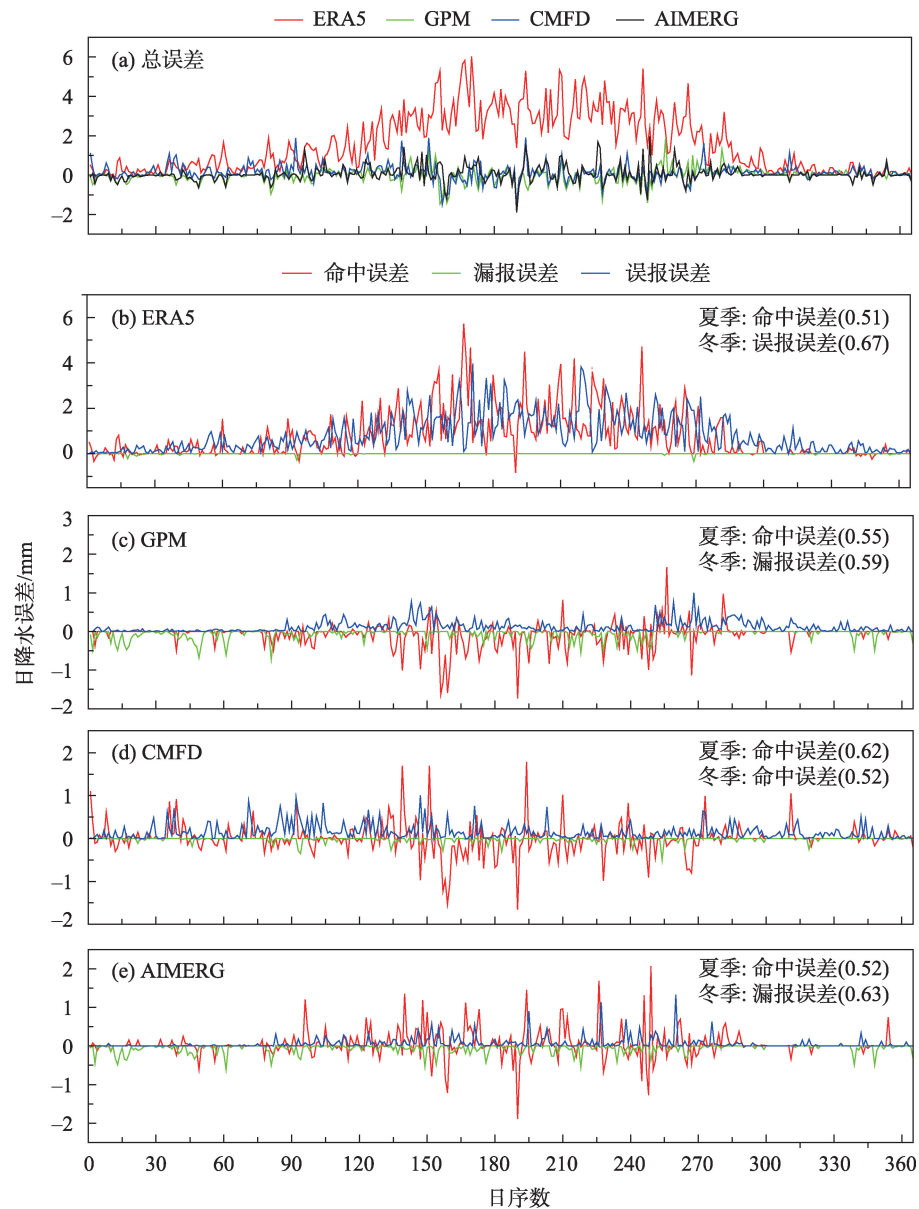 ERA5 GPM CMFD AIMERG
(a) 总误差
6
4
2
0
−2
命中误差 漏报误差 误报误差
(b) ERA5
夏季: 命中误差(0.51)
冬季: 误报误差(0.67)
6
4
2
0
(c) GPM
夏季: 命中误差(0.55)
冬季: 漏报误差(0.59)
3
2
1
0
−1
−2
日降水误差/mm
(d) CMFD
夏季: 命中误差(0.62)
冬季: 命中误差(0.52)
2
1
0
−1
−2
(e) AIMERG
夏季: 命中误差(0.52)
冬季: 漏报误差(0.63)
2
1
0
−1
−2
0 30 60 90 120 150 180 210 240 270 300 330 360
日序数